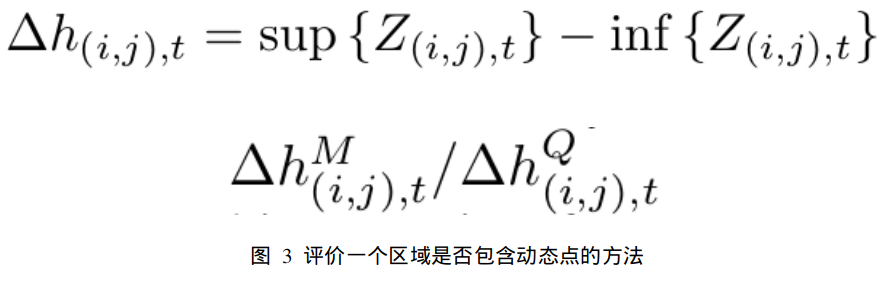 Δh_{(i,j),t} = sup {Z_{(i,j),t}} − inf {Z_{(i,j),t}}
Δh^M_{(i,j),t}/Δh^Q_{(i,j),t}
图 3 评价一个区域是否包含动态点的方法